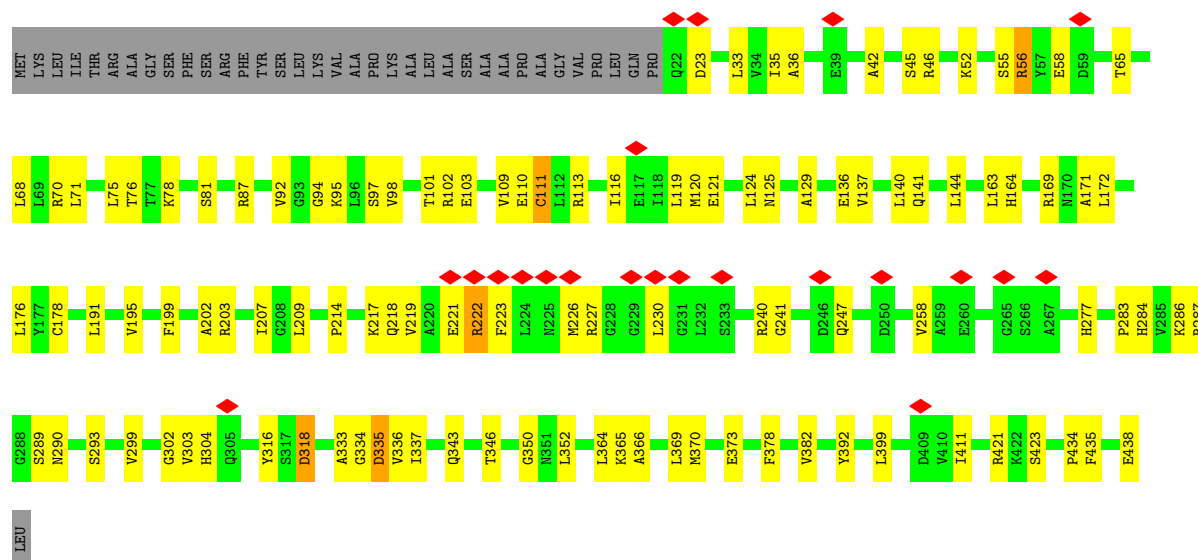 MET LYS LEU ILE THR ARG ALA GLY SER PHE SER ARG PHE TYR SER LEU LYS VAL ALA PRO LYS ALA LEU ALA SER ALA ALA PRO ALA GLY VAL PRO LEU GLN PRO Q22 D23 L33 V34 I35 A36 E39 A42 S45 R46 K52 S55 R56 Y57 E58 D59 T65
L68 L69 R70 L71 L75 T76 T77 K78 S81 R87 V92 G93 G94 K95 L96 S97 V98 T101 R102 E103 V109 E110 C111 L112 R113 I116 E117 I118 L119 M120 E121 L124 N125 A129 E136 V137 L140 Q141 L144 L163 H164 R169 N170 A171 L172
L176 Y177 C178 L191 V195 F199 A202 R203 I207 G208 L209 P214 K217 Q218 V219 A220 E221 R222 F223 L224 N225 M226 R227 G228 G229 L230 G231 L232 S233 R240 G241 D246 Q247 D250 V258 A259 E260 G265 S266 A267 H277 P283 H284 V285 K286 R287
G288 S289 N290 S293 V299 G302 V303 H304 Q305 Y316 S317 D318 A333 G334 D335 V336 I337 Q343 T346 G350 N351 L352 L364 K365 A366 L369 M370 E373 F378 V382 Y392 L399 D409 V410 I411 R421 K422 S423 P434 F435 E438
LEU